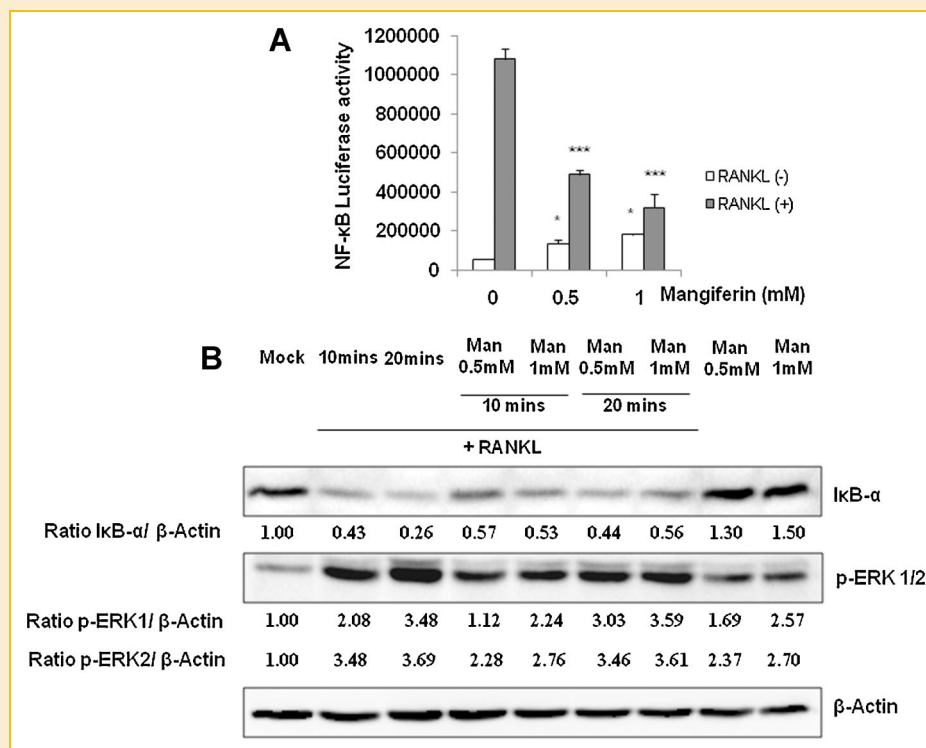 A
NF-κB Luciferase activity
1200000
1000000
800000
600000
400000
200000
0
***
***
*
*
RANKL (-)
RANKL (+)
0 0.5 1 Mangiferin (mM)
B
Mock 10mins 20mins Man 0.5mM Man 1mM Man 0.5mM Man 1mM Man 0.5mM Man 1mM
10 mins 20 mins
+ RANKL
IκB-α
Ratio IκB-α/ β-Actin 1.00 0.43 0.26 0.57 0.53 0.44 0.56 1.30 1.50
p-ERK 1/2
Ratio p-ERK1/ β-Actin 1.00 2.08 3.48 1.12 2.24 3.03 3.59 1.69 2.57
Ratio p-ERK2/ β-Actin 1.00 3.48 3.69 2.28 2.76 3.46 3.61 2.37 2.70
β-Actin